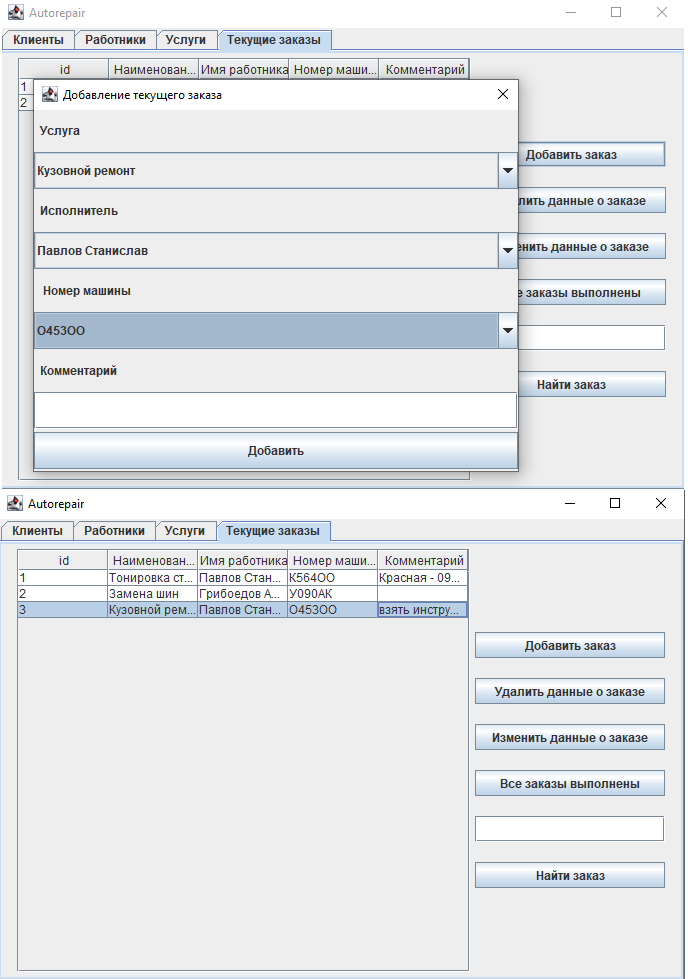 Autorepair
Клиенты Работники Услуги Текущие заказы
id Наименован... Имя работника Номер маши... Комментарий
1
2
Добавление текущего заказа
Услуга
Кузовной ремонт
Исполнитель
Павлов Станислав
Номер машины
О453ОО
Комментарий
Добавить
Добавить заказ
лить данные о заказе
енить данные о заказе
е заказы выполнены
Найти заказ
Autorepair
Клиенты Работники Услуги Текущие заказы
id Наименован... Имя работника Номер маши... Комментарий
1 Тонировка ст... Павлов Стан... К564ОО Красная - 09...
2 Замена шин Грибоедов А... У090АК
3 Кузовной рем... Павлов Стан... О453ОО взять инстру...
Добавить заказ
Удалить данные о заказе
Изменить данные о заказе
Все заказы выполнены
Найти заказ